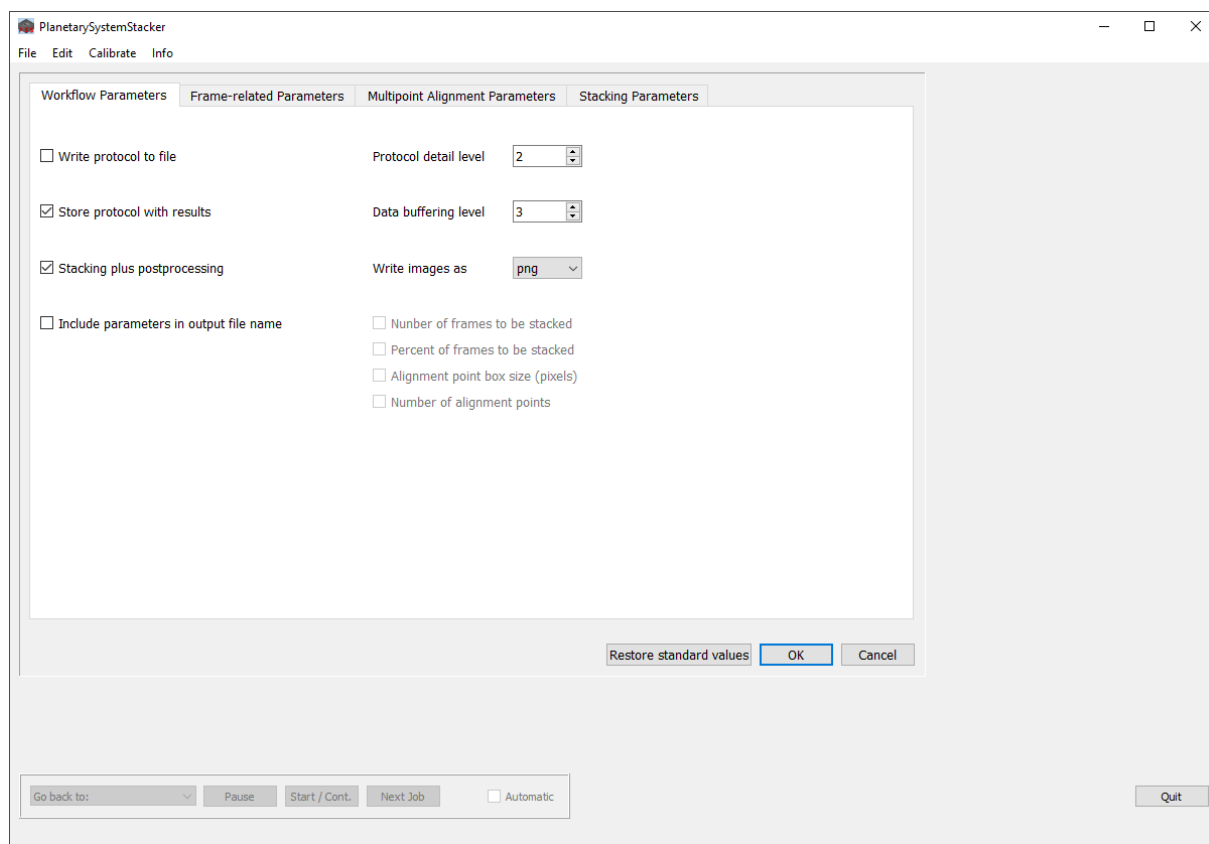 PlanetarySystemStacker
File Edit Calibrate Info
Workflow Parameters Frame-related Parameters Multipoint Alignment Parameters Stacking Parameters
Write protocol to file Protocol detail level 2
Store protocol with results Data buffering level 3
Stacking plus postprocessing Write images as png
Include parameters in output file name Nunber of frames to be stacked
Percent of frames to be stacked
Alignment point box size (pixels)
Number of alignment points
Restore standard values OK Cancel
Go back to: Pause Start / Cont. Next Job Automatic Quit